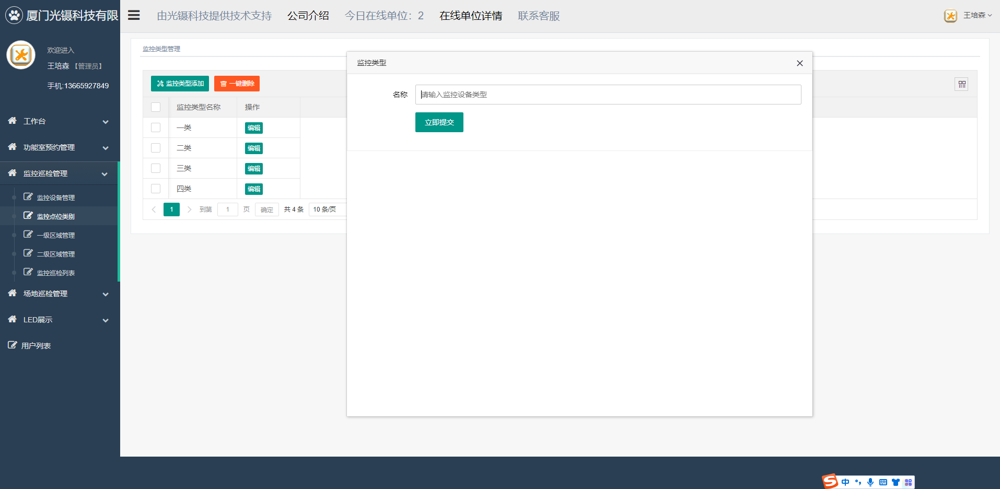 厦门光镊科技有限
由光镊科技提供技术支持
公司介绍
今日在线单位：2
在线单位详情
联系客服
王培森
欢迎进入
王培森【管理员】
手机:13665927849
工作台
功能室预约管理
监控巡检管理
监控设备管理
监控点位类别
一级区域管理
二级区域管理
监控巡检列表
场地巡检管理
LED展示
用户列表
监控类型管理
监控类型添加
一键删除
监控类型名称 操作
一类 编辑
二类 编辑
三类 编辑
四类 编辑
1 到第 1 页 确定 共 4 条 10 条/页
监控类型
名称 请输入监控设备类型
立即提交
S 中